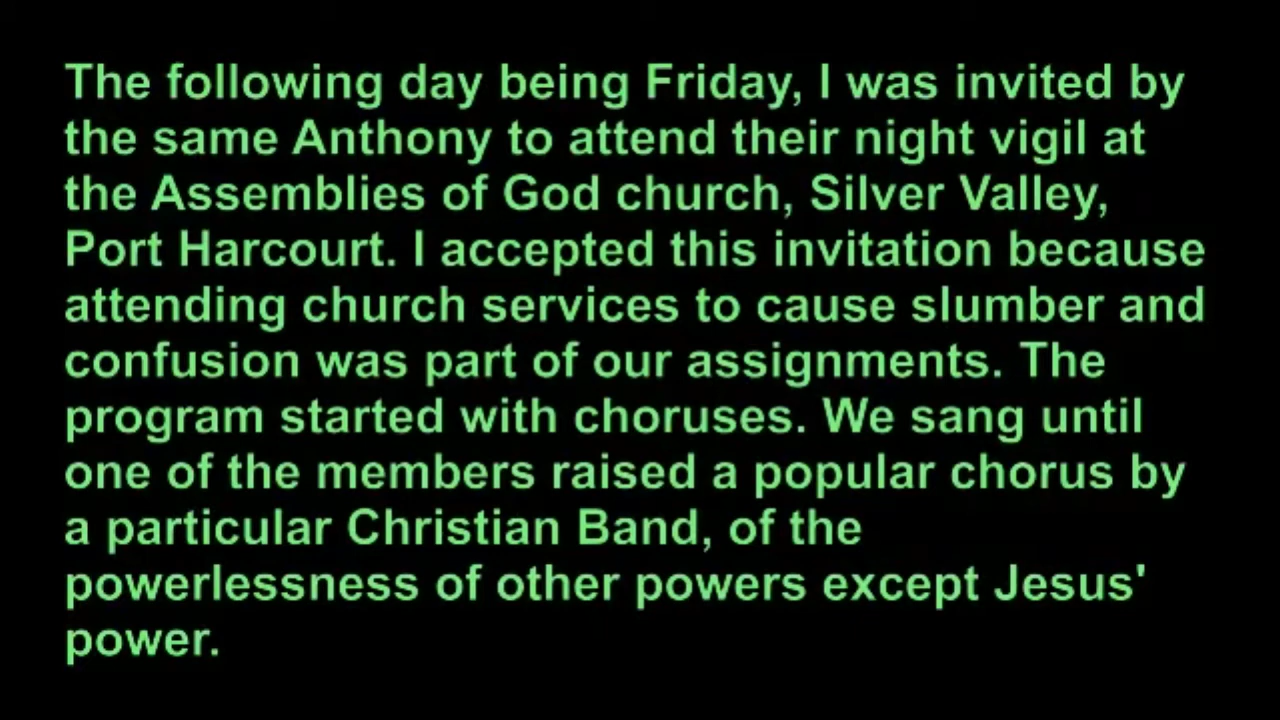 The following day being Friday, I was invited by
the same Anthony to attend their night vigil at
the Assemblies of God church, Silver Valley,
Port Harcourt. I accepted this invitation because
attending church services to cause slumber and
confusion was part of our assignments. The
program started with choruses. We sang until
one of the members raised a popular chorus by
a particular Christian Band, of the
powerlessness of other powers except Jesus'
power.